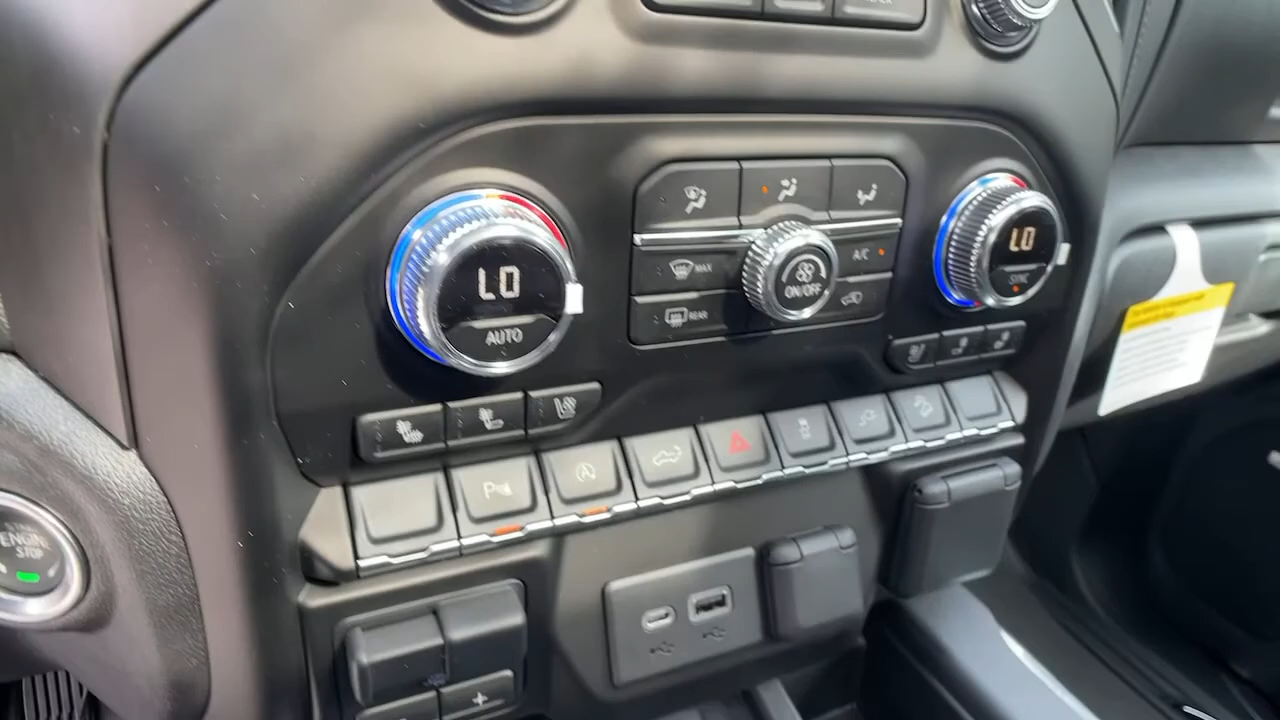 LO
AUTO
MAX
REAR
ON/OFF
A/C
LO
SYNC
ENGINE
STOP
+